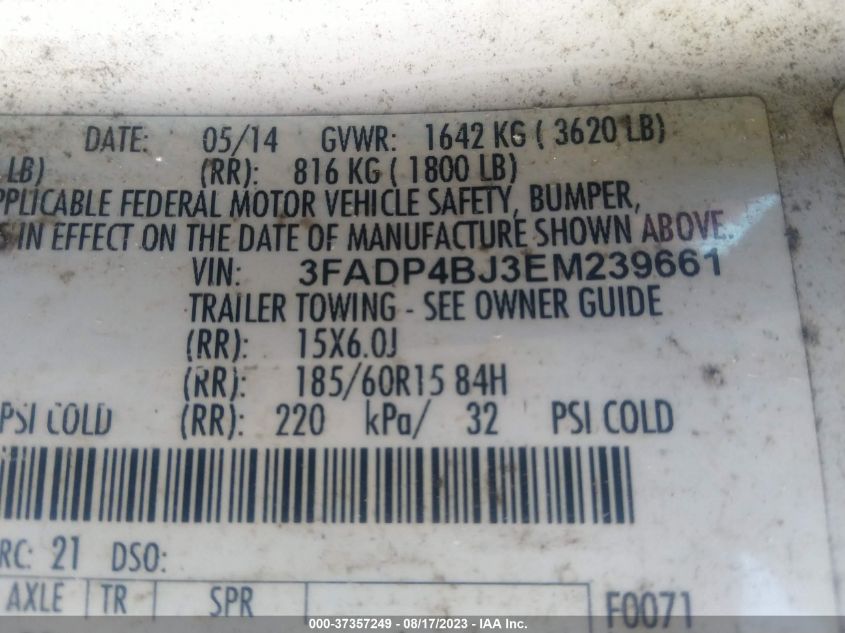 DATE: 05/14 GVWR: 1642 KG ( 3620 LB)
LB) (RR): 816 KG ( 1800 LB)
PPLICABLE FEDERAL MOTOR VEHICLE SAFETY, BUMPER,
S IN EFFECT ON THE DATE OF MANUFACTURE SHOWN ABOVE.
VIN: 3FADP4BJ3EM239661
TRAILER TOWING - SEE OWNER GUIDE
(RR): 15X6.0J
(RR): 185/60R15 84H
PSI COLD (RR): 220 kPa/ 32 PSI COLD
RC: 21 DSO:
AXLE TR SPR F0071
000-37357249 - 08/17/2023 - IAAI.com